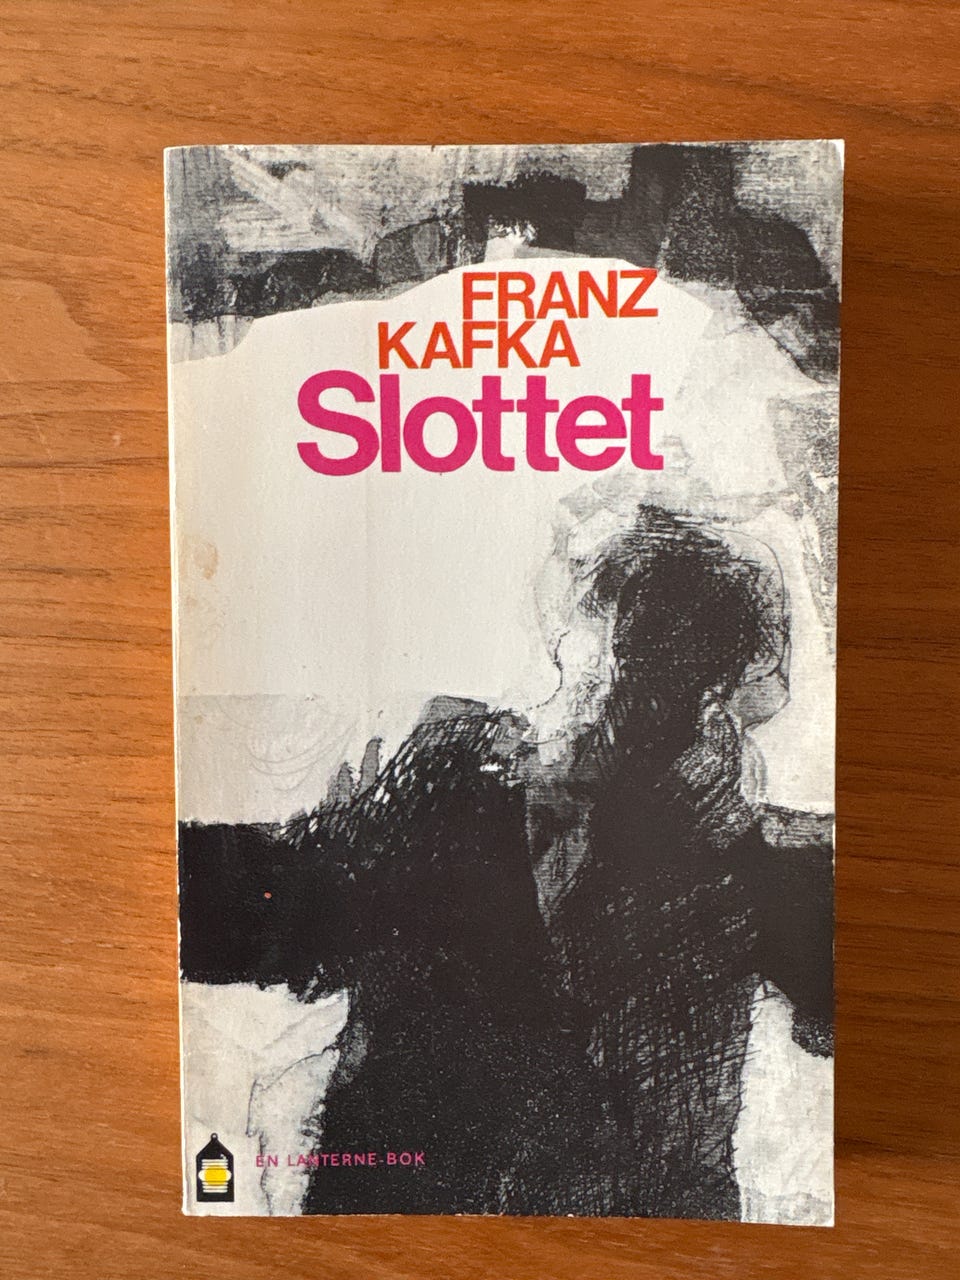 FRANZ
KAFKA
Slottet
EN LANTERNE-BOK